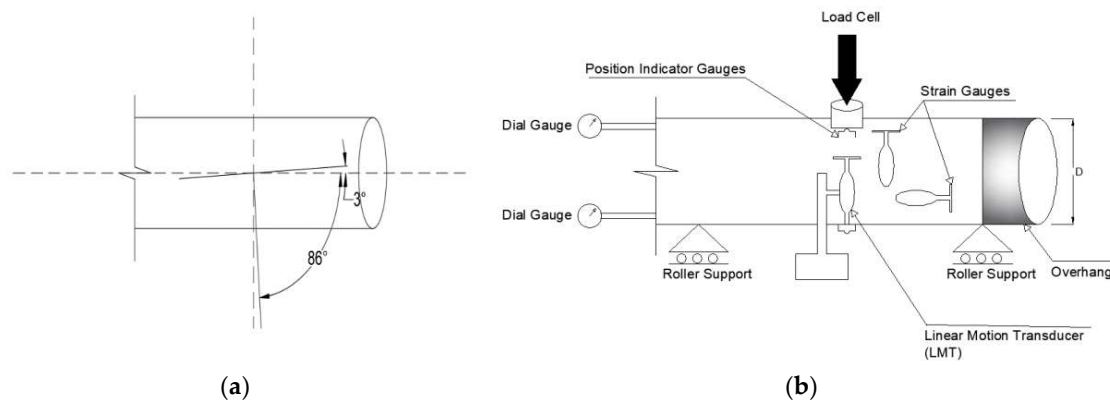 3°
86°
(a)
Load Cell
Position Indicator Gauges
Strain Gauges
Dial Gauge
D
Dial Gauge
Roller Support
Roller Support
Overhang
Linear Motion Transducer
(LMT)
(b)